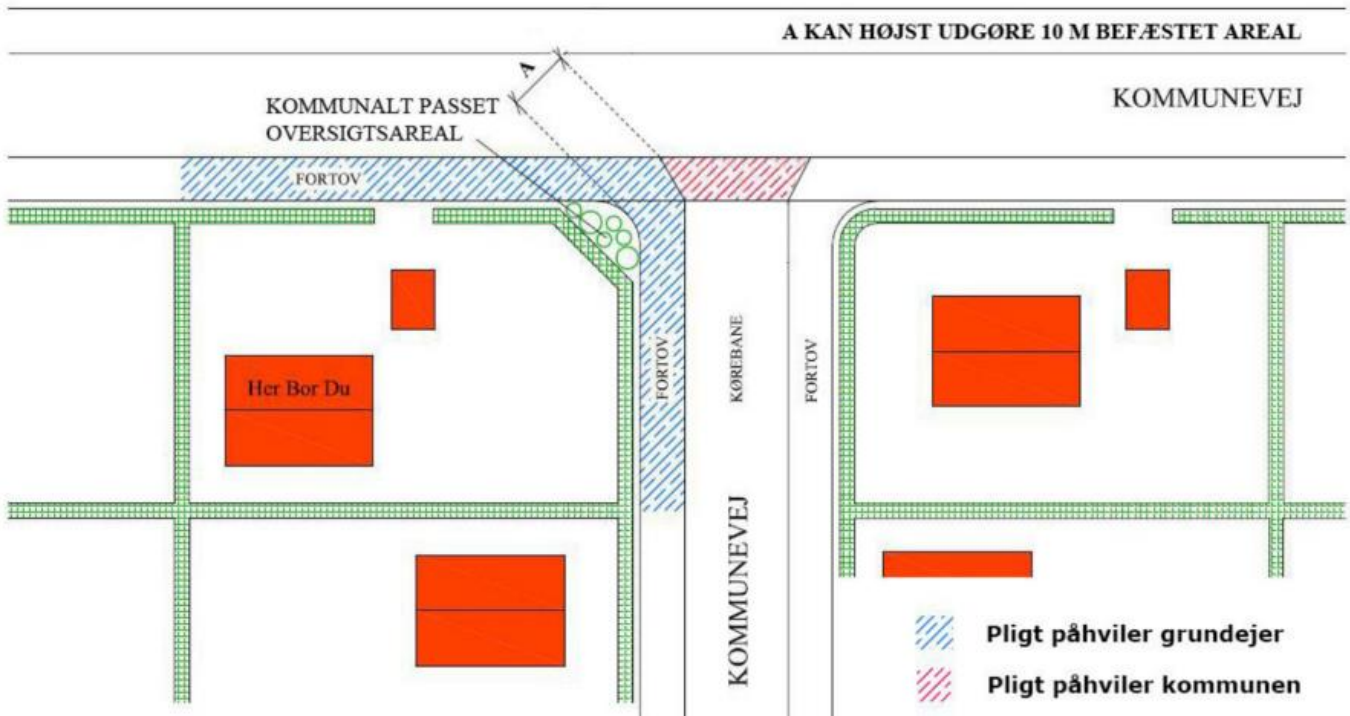 A KAN HØJST UDGØRE 10 M BEFÆSTET AREAL
KOMMUNEVEJ
A
KOMMUNALT PASSET
OVERSIGTSAREAL
FORTOV
Her Bor Du
FORTOV
KØREBANE
FORTOV
KOMMUNEVEJ
Pligt påhviler grundejer
Pligt påhviler kommunen